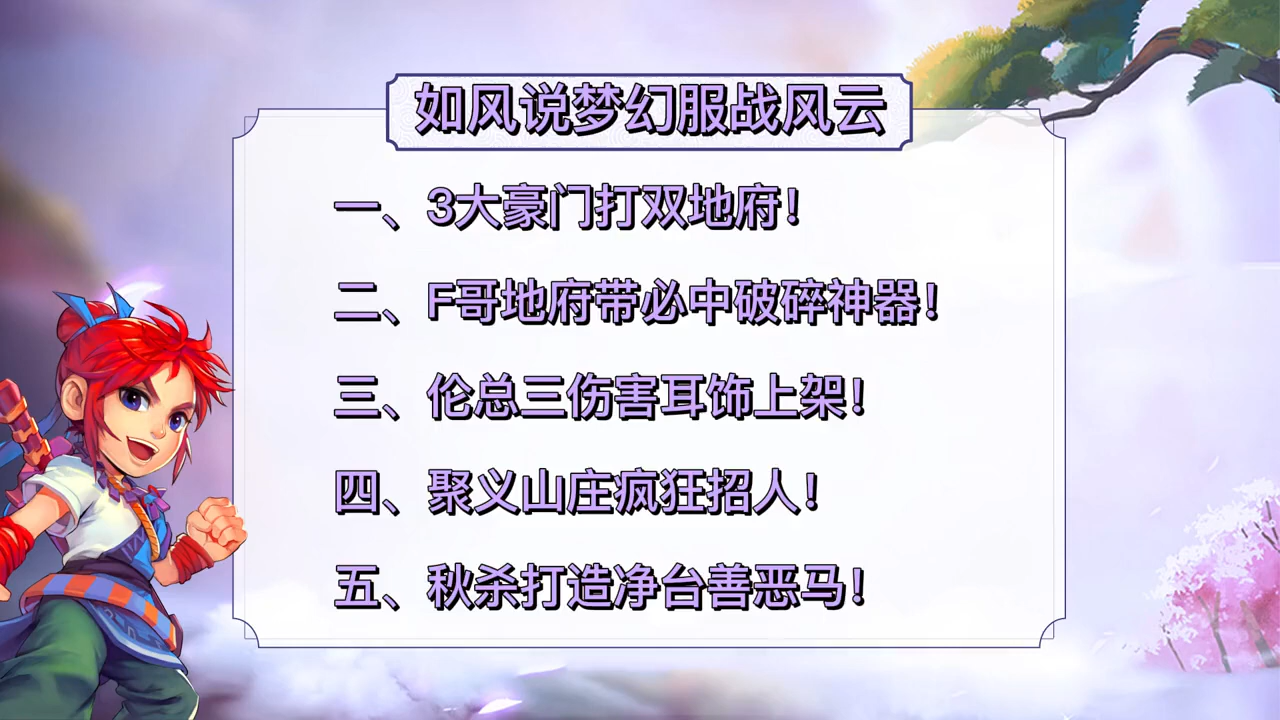 如风说梦幻服战风云
一、3大豪门打双地府！
二、F哥地府带必中破碎神器！
三、伦总三伤害耳饰上架！
四、聚义山庄疯狂招人！
五、秋杀打造净台善恶马！